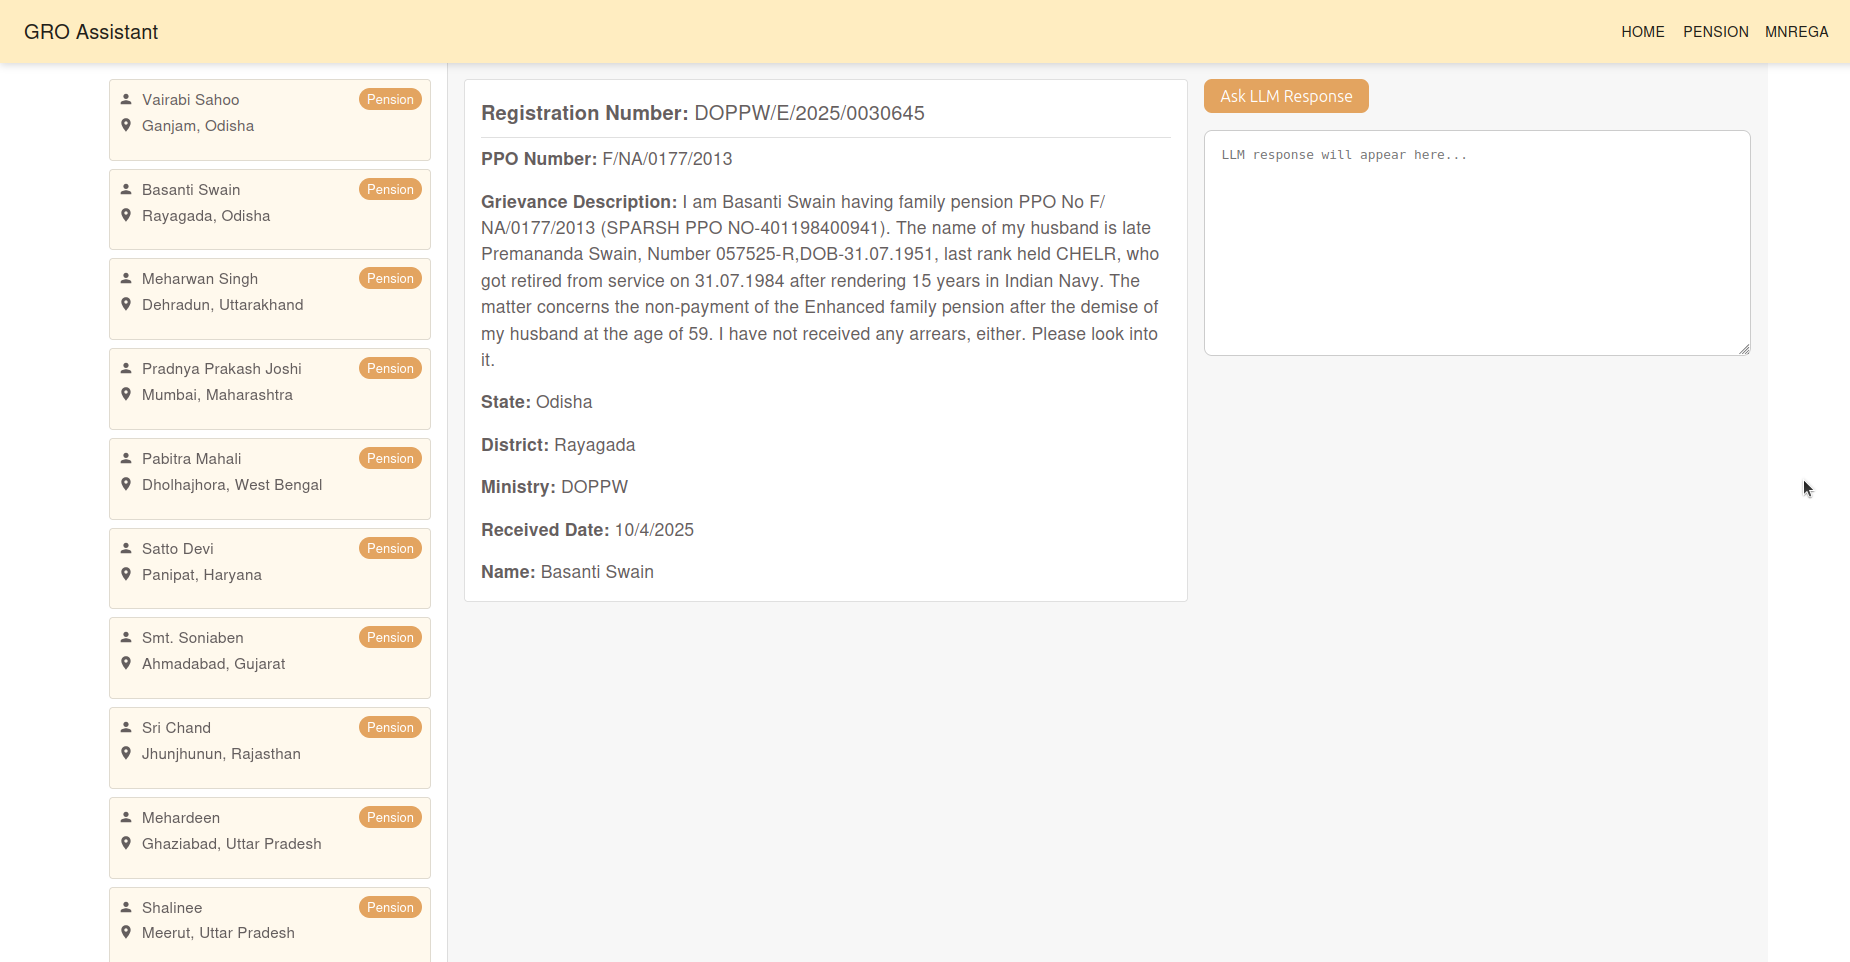 GRO Assistant
HOME PENSION MNREGA
Vairabi Sahoo Pension
Ganjam, Odisha
Basanti Swain Pension
Rayagada, Odisha
Meharwan Singh Pension
Dehradun, Uttarakhand
Pradnya Prakash Joshi Pension
Mumbai, Maharashtra
Pabitra Mahali Pension
Dholhajhora, West Bengal
Satto Devi Pension
Panipat, Haryana
Smt. Soniaben Pension
Ahmadabad, Gujarat
Sri Chand Pension
Jhunjhunun, Rajasthan
Mehardeen Pension
Ghaziabad, Uttar Pradesh
Shalinee Pension
Meerut, Uttar Pradesh
Registration Number: DOPPW/E/2025/0030645
PPO Number: F/NA/0177/2013
Grievance Description: I am Basanti Swain having family pension PPO No F/
NA/0177/2013 (SPARSH PPO NO-401198400941). The name of my husband is late
Premananda Swain, Number 057525-R,DOB-31.07.1951, last rank held CHELR, who
got retired from service on 31.07.1984 after rendering 15 years in Indian Navy. The
matter concerns the non-payment of the Enhanced family pension after the demise of
my husband at the age of 59. I have not received any arrears, either. Please look into
it.
State: Odisha
District: Rayagada
Ministry: DOPPW
Received Date: 10/4/2025
Name: Basanti Swain
Ask LLM Response
LLM response will appear here...